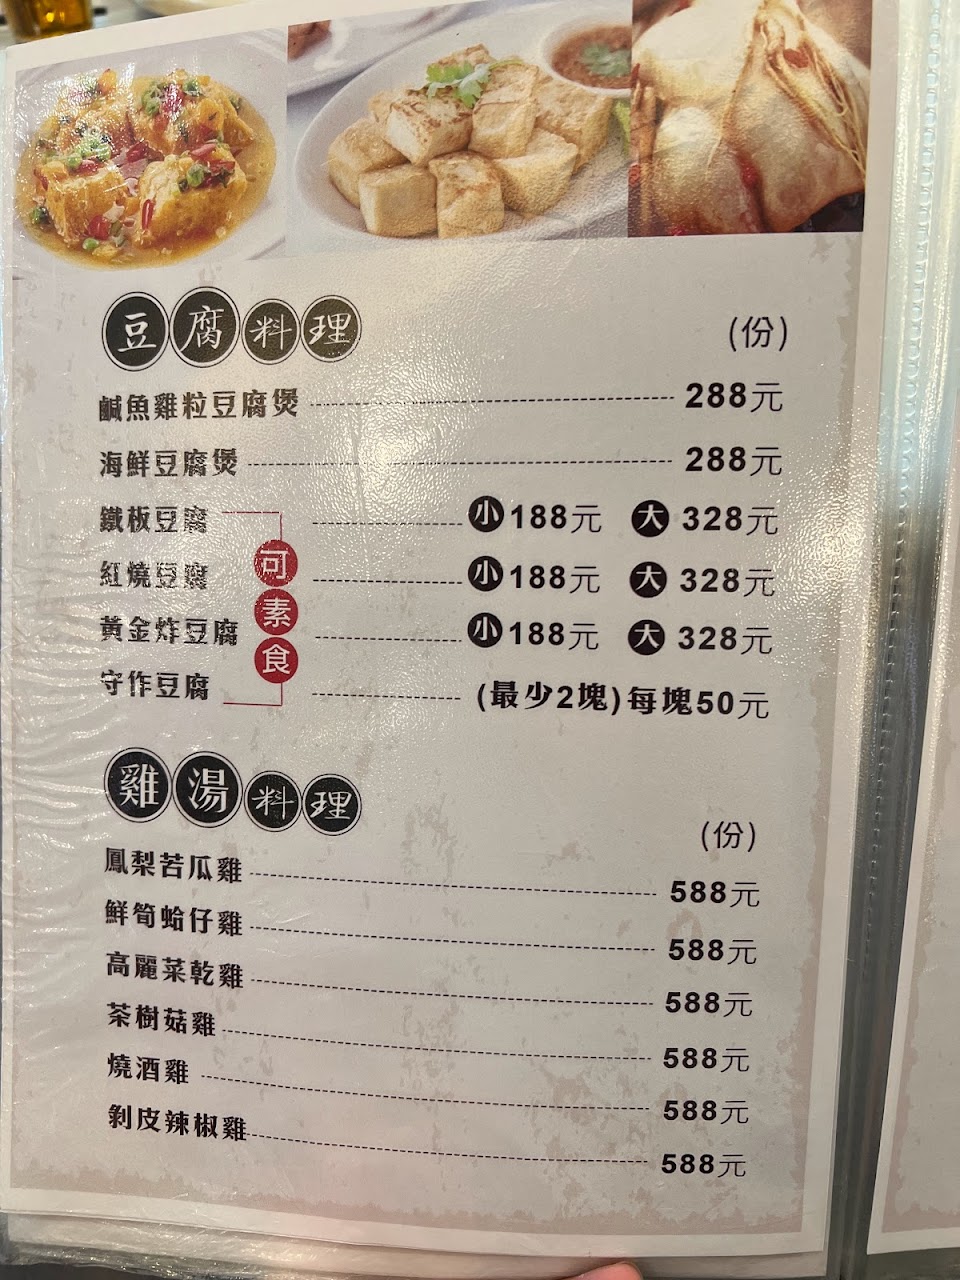 豆腐料理
(份)
鹹魚雞粒豆腐煲 288元
海鮮豆腐煲 288元
鐵板豆腐 小188元 大328元
紅燒豆腐 小188元 大328元
黃金炸豆腐 小188元 大328元
守作豆腐 (最少2塊)每塊50元
可素食
雞湯料理
(份)
鳳梨苦瓜雞 588元
鮮筍蛤仔雞 588元
高麗菜乾雞 588元
茶樹菇雞 588元
燒酒雞 588元
剝皮辣椒雞 588元